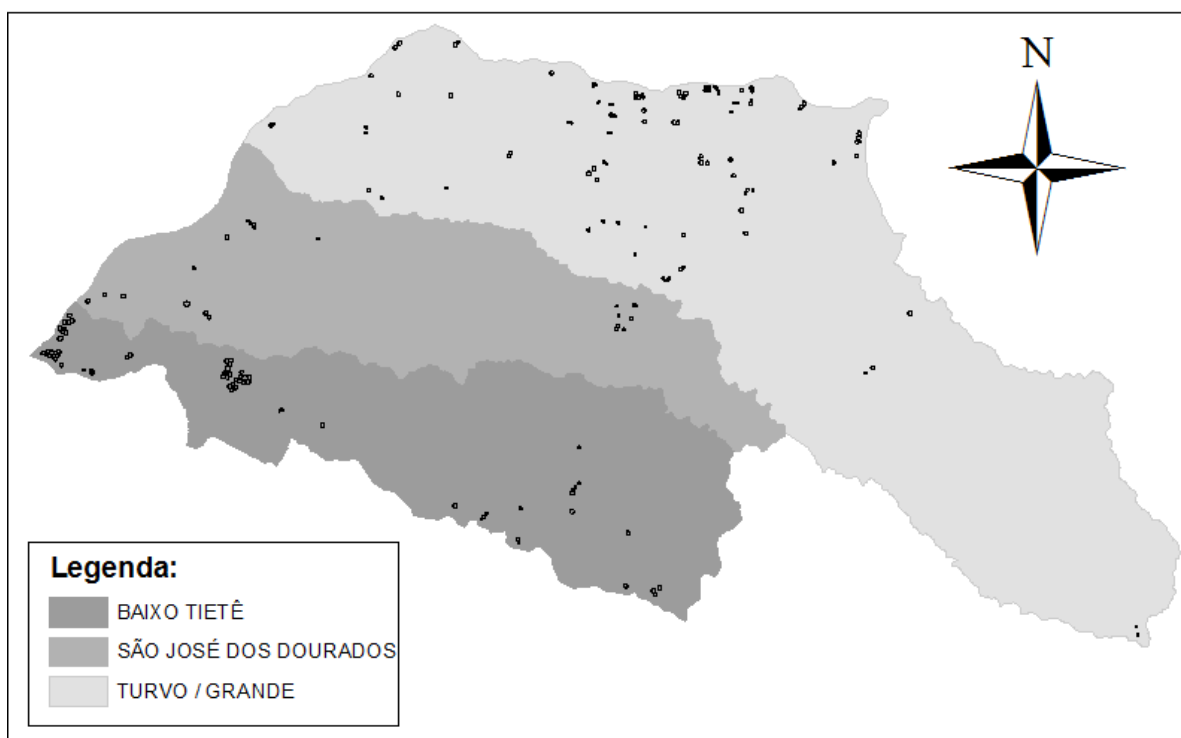 N
Legenda:
BAIXO TIETÊ
SÃO JOSÉ DOS DOURADOS
TURVO / GRANDE